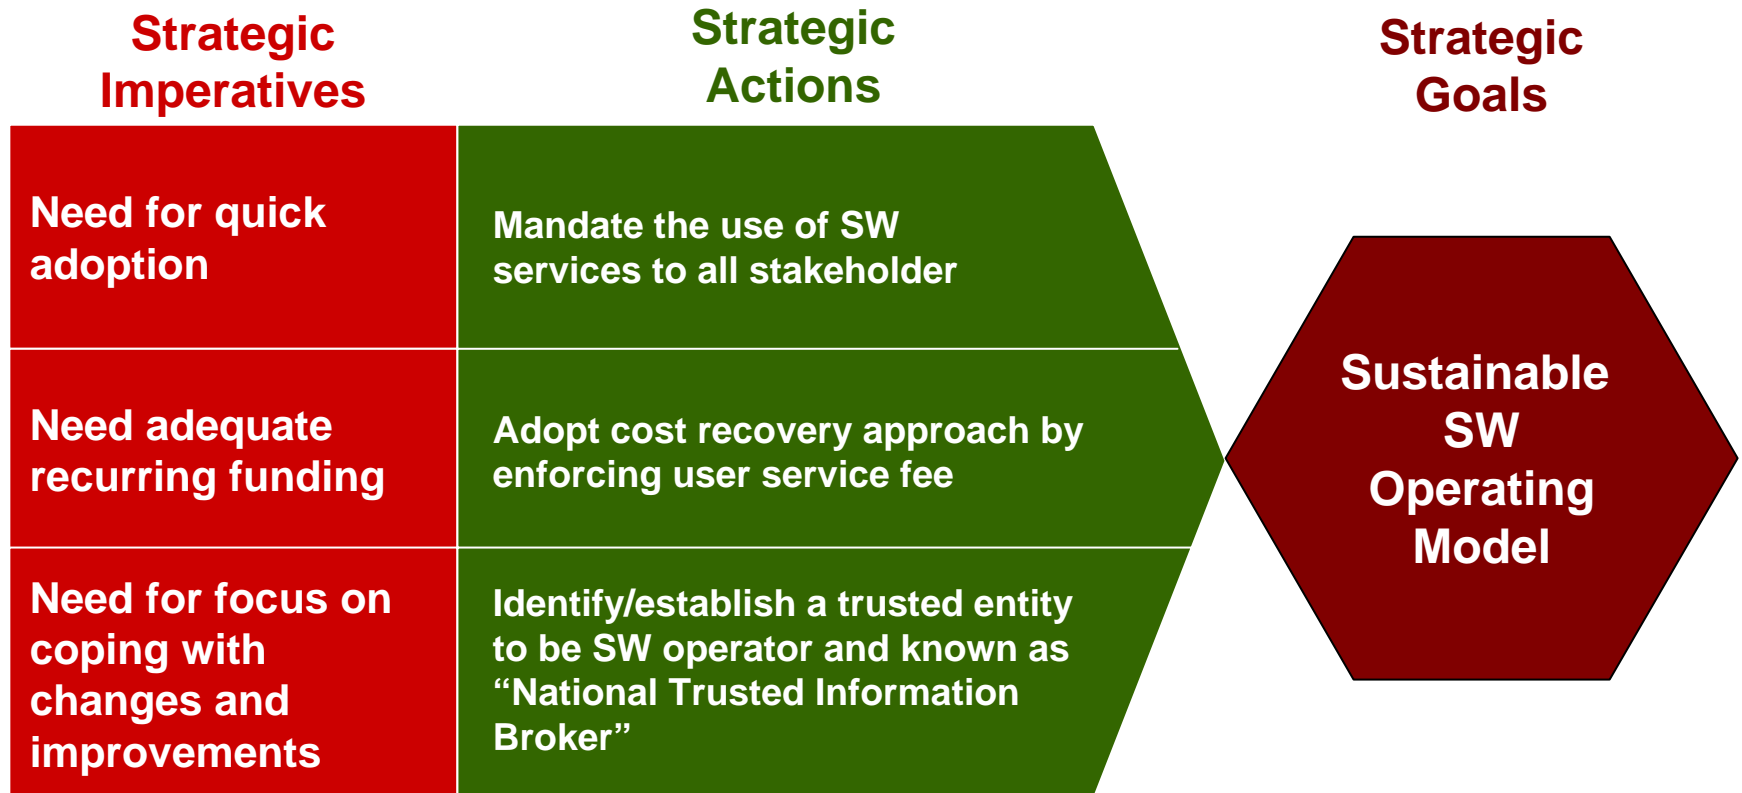 Strategic
Imperatives
Strategic
Actions
Strategic
Goals
Need for quick
adoption
Mandate the use of SW
services to all stakeholder
Need adequate
recurring funding
Adopt cost recovery approach by
enforcing user service fee
Need for focus on
coping with
changes and
improvements
Identify/establish a trusted entity
to be SW operator and known as
“National Trusted Information
Broker”
Sustainable
SW
Operating
Model